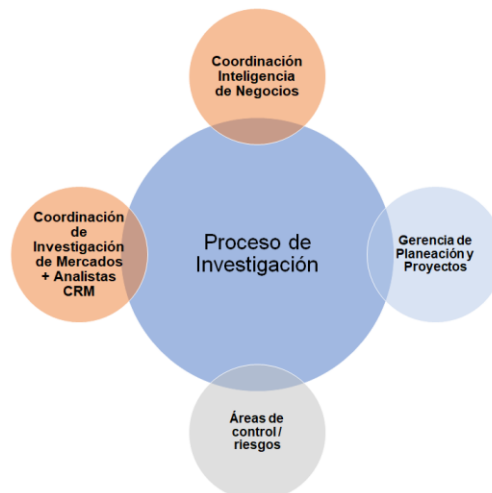 Coordinación
Inteligencia
de Negocios
Coordinación
de
Investigación
de Mercados
+ Analistas
CRM
Proceso de
Investigación
Gerencia de
Planeación y
Proyectos
Áreas de
control /
riesgos